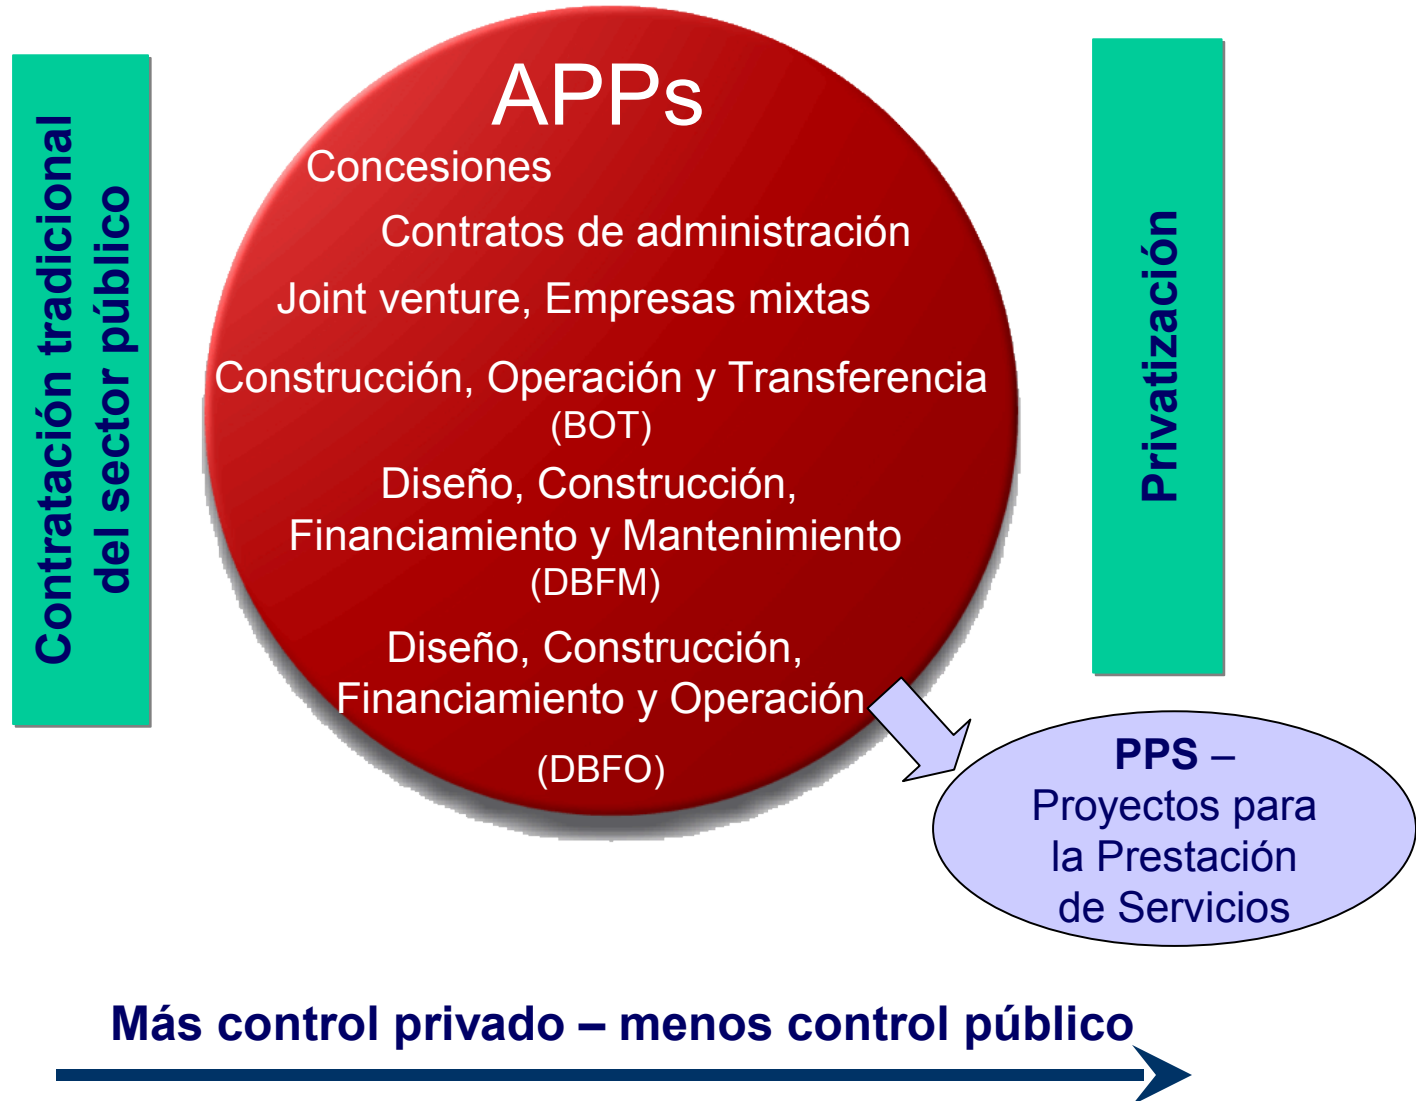 Contratación tradicional
del sector público
APPs
Concesiones
Contratos de administración
Joint venture, Empresas mixtas
Construcción, Operación y Transferencia
(BOT)
Diseño, Construcción,
Financiamiento y Mantenimiento
(DBFM)
Diseño, Construcción,
Financiamiento y Operación
(DBFO)
Privatización
PPS –
Proyectos para
la Prestación
de Servicios
Más control privado – menos control público